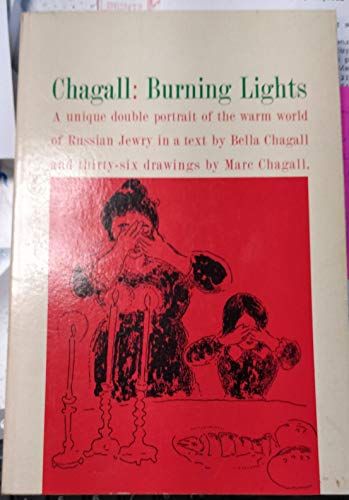 Chagall: Burning Lights
A unique double portrait of the warm world
of Russian Jewry in a text by Bella Chagall
and thirty-six drawings by Marc Chagall.